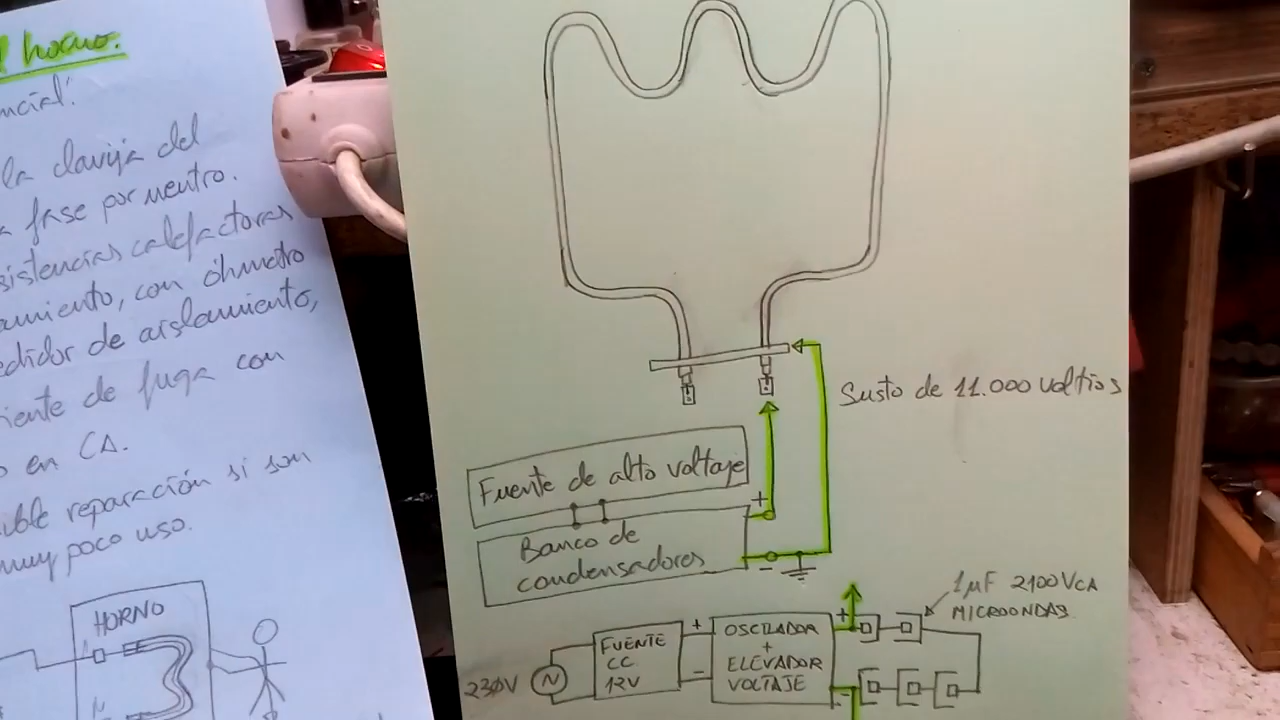 l horno.
ncial!
la clavija del
a fase por neutro.
sistencias calefactoras
amiento, con óhmetro
edidor de aislamiento,
iente de fuga con
o en CA.
ible reparación si son
muy poco uso.
HORNO
Susto de 11.000 voltios
Fuente de alto voltaje
+
Banco de
condensadores
-
1µF 2100VCA
MICROONDAS
230V
FUENTE
CC
12V
+
-
OSCILADOR
+
ELEVADOR
VOLTAJE
+
-